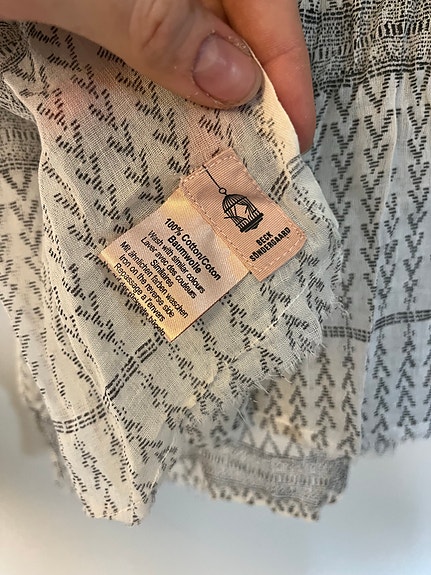 100% Cotton/Coton
Baumwolle
Wash with similar colours
Laver avec des couleurs
Mit ähnlichen farben waschen
Iron on the reverse side
Repassage à l'envers
BECK
SÖNDERGAARD